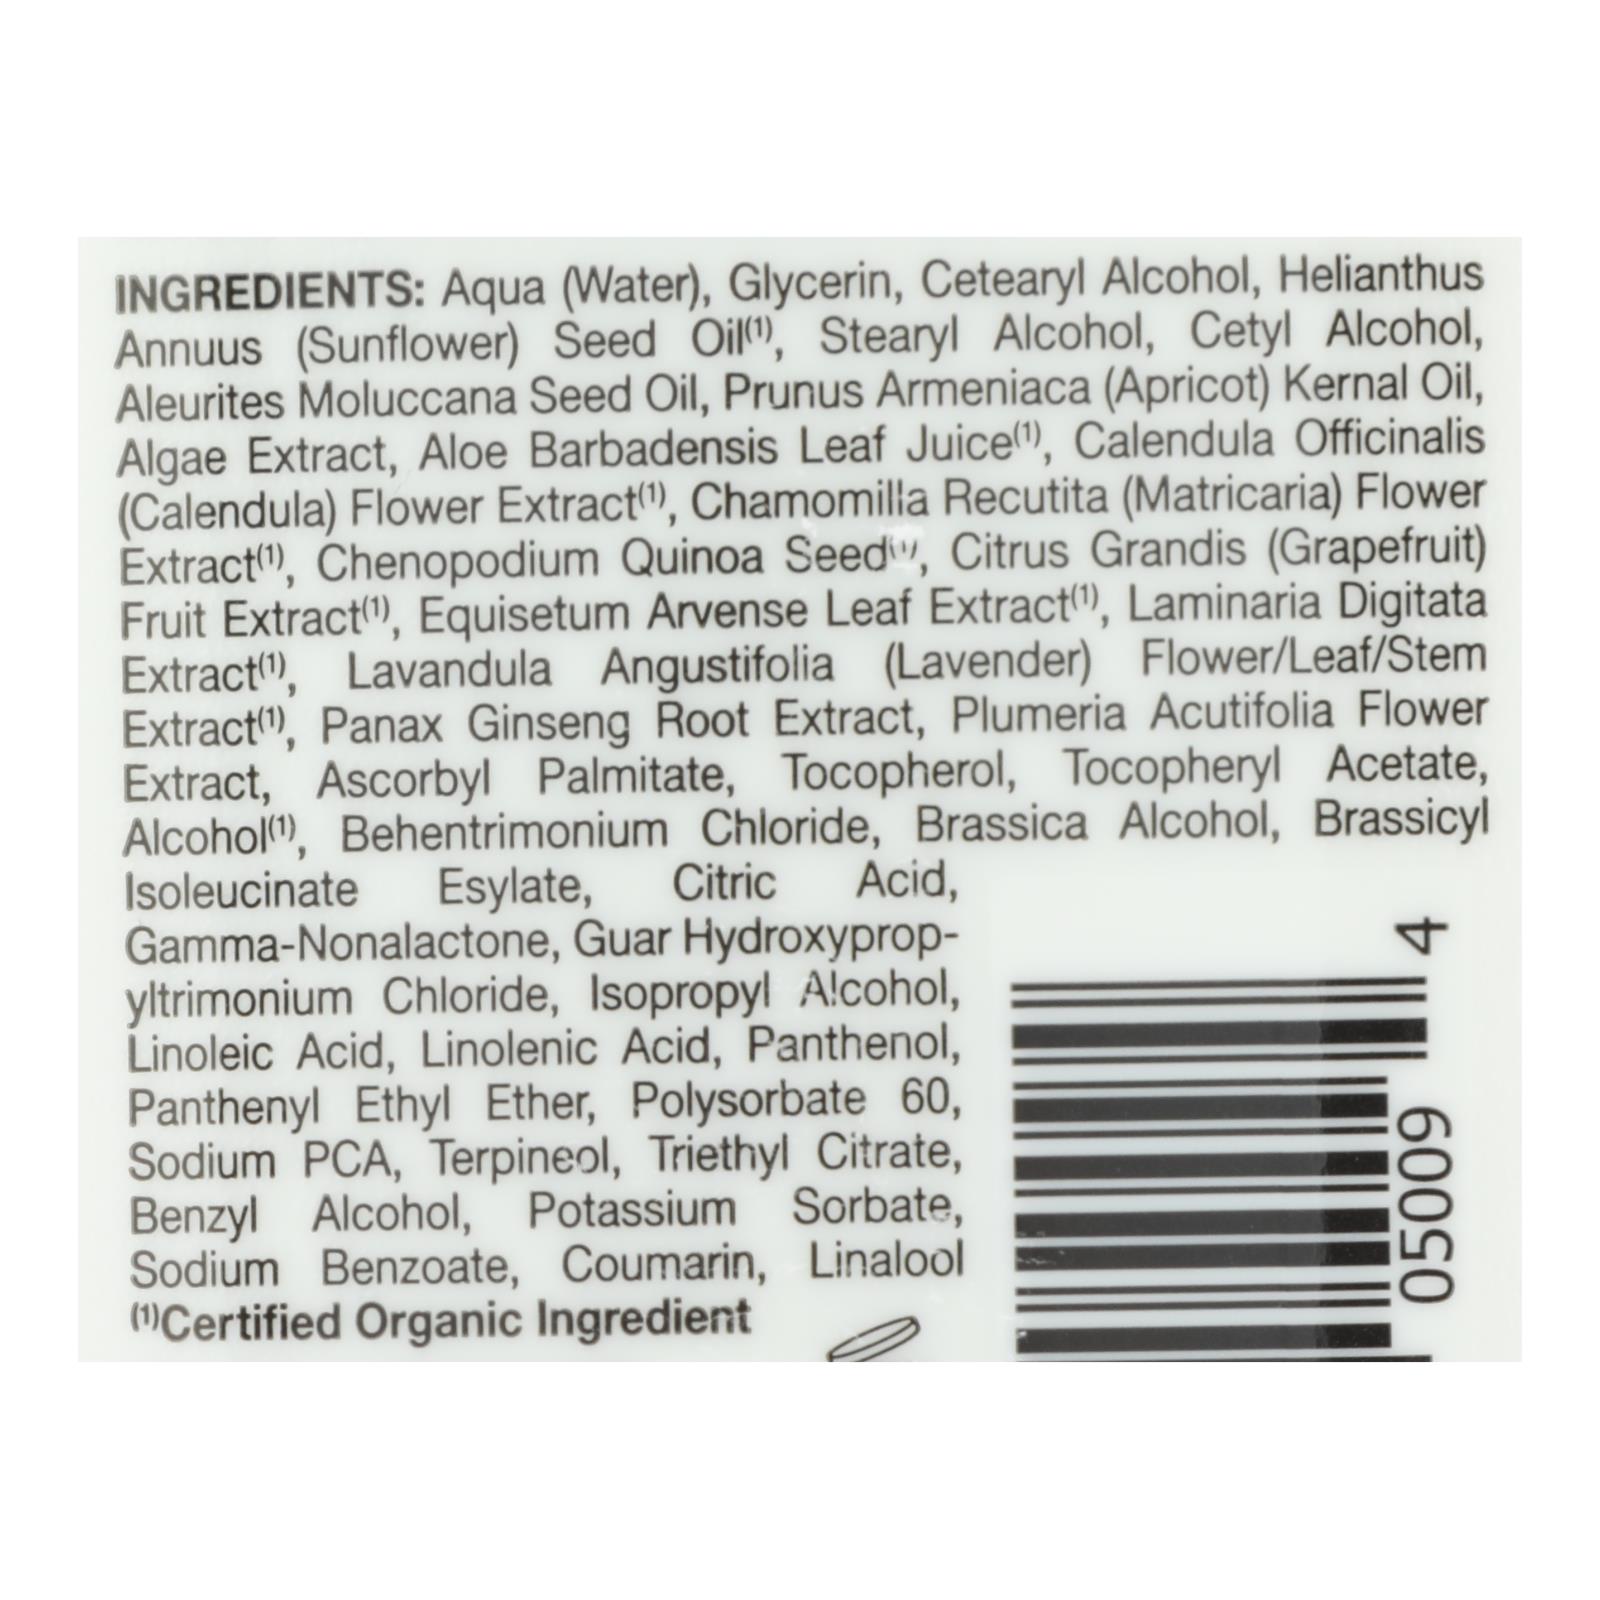 INGREDIENTS: Aqua (Water), Glycerin, Cetearyl Alcohol, Helianthus
Annuus (Sunflower) Seed Oil(1), Stearyl Alcohol, Cetyl Alcohol,
Aleurites Moluccana Seed Oil, Prunus Armeniaca (Apricot) Kernal Oil,
Algae Extract, Aloe Barbadensis Leaf Juice(1), Calendula Officinalis
(Calendula) Flower Extract(1), Chamomilla Recutita (Matricaria) Flower
Extract(1), Chenopodium Quinoa Seed(1), Citrus Grandis (Grapefruit)
Fruit Extract(1), Equisetum Arvense Leaf Extract(1), Laminaria Digitata
Extract(1), Lavandula Angustifolia (Lavender) Flower/Leaf/Stem
Extract(1), Panax Ginseng Root Extract, Plumeria Acutifolia Flower
Extract, Ascorbyl Palmitate, Tocopherol, Tocopheryl Acetate,
Alcohol(1), Behentrimonium Chloride, Brassica Alcohol, Brassicyl
Isoleucinate Esylate, Citric Acid,
Gamma-Nonalactone, Guar Hydroxyprop-
yltrimonium Chloride, Isopropyl Alcohol,
Linoleic Acid, Linolenic Acid, Panthenol,
Panthenyl Ethyl Ether, Polysorbate 60,
Sodium PCA, Terpineol, Triethyl Citrate,
Benzyl Alcohol, Potassium Sorbate,
Sodium Benzoate, Coumarin, Linalool
(1)Certified Organic Ingredient
05009 4